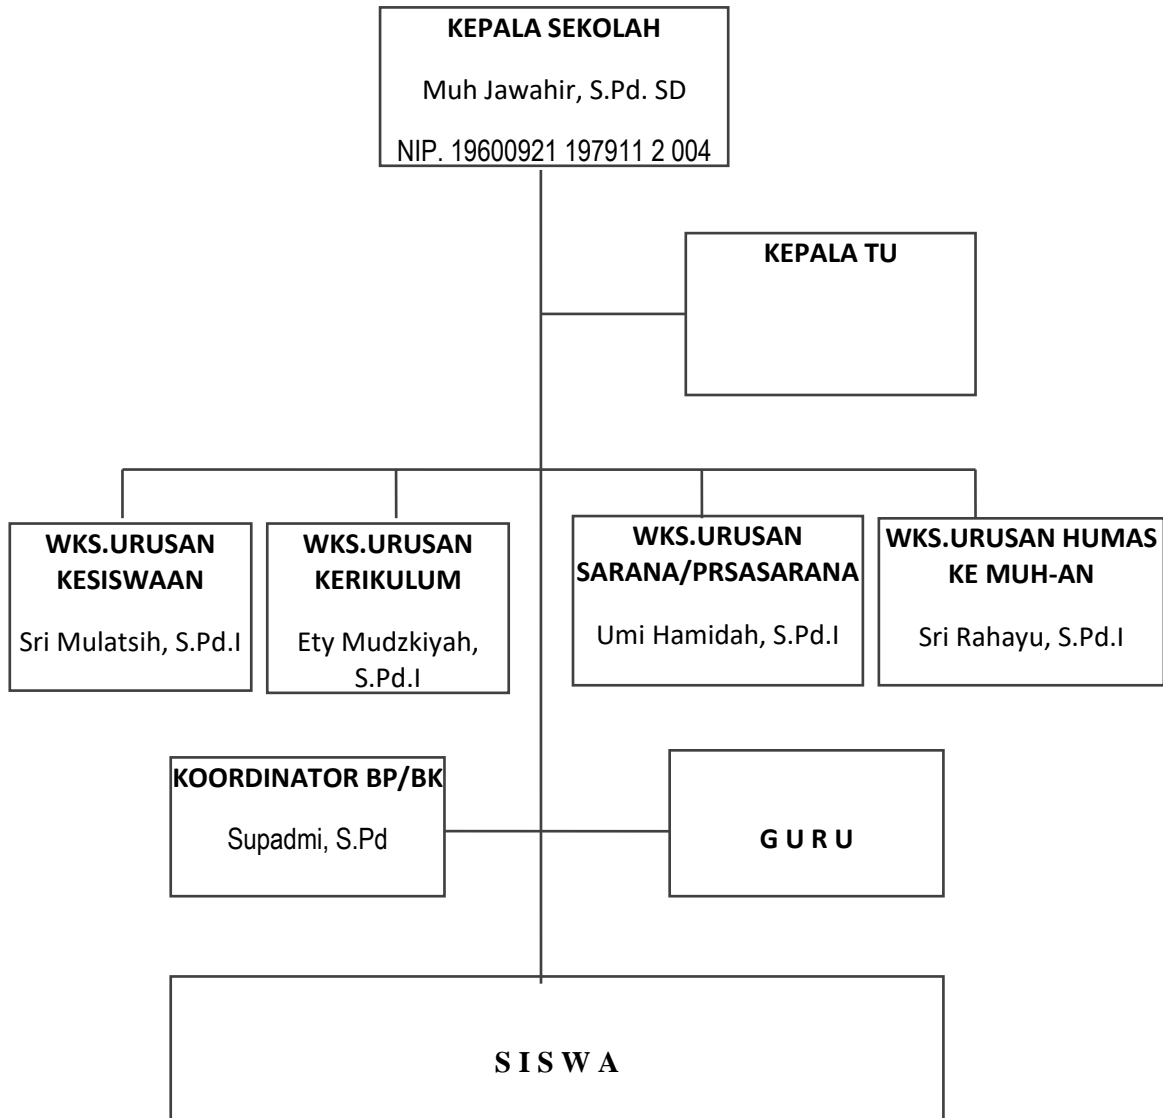 KEPALA SEKOLAH
Muh Jawahir, S.Pd. SD
NIP. 19600921 197911 2 004
KEPALA TU
WKS.URUSAN
KESISWAAN
Sri Mulatsih, S.Pd.I
WKS.URUSAN
KERIKULUM
Ety Mudzkiyah,
S.Pd.I
WKS.URUSAN
SARANA/PRSASARANA
Umi Hamidah, S.Pd.I
WKS.URUSAN HUMAS
KE MUH-AN
Sri Rahayu, S.Pd.I
KOORDINATOR BP/BK
Supadmi, S.Pd
G U R U
S I S W A